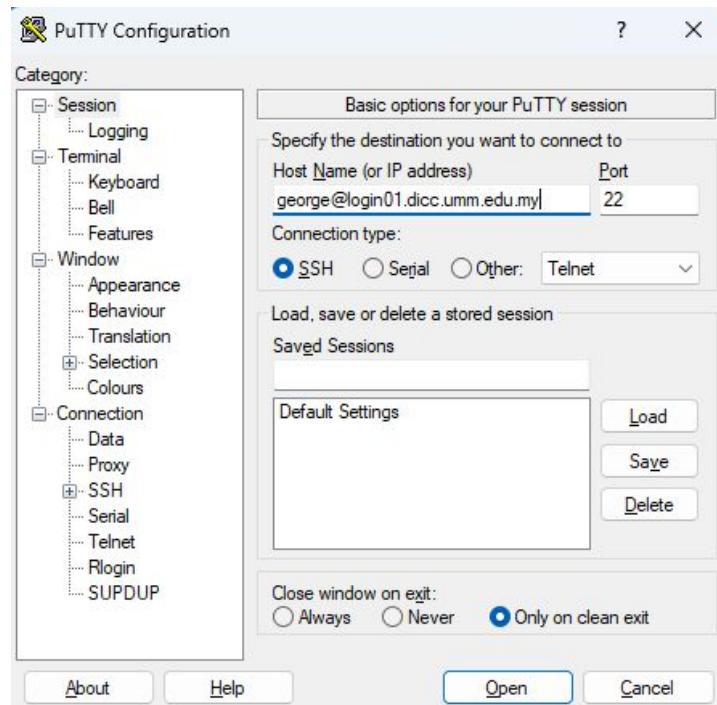 PuTTY Configuration ? ×
Category:
Session
Logging
Terminal
Keyboard
Bell
Features
Window
Appearance
Behaviour
Translation
Selection
Colours
Connection
Data
Proxy
SSH
Serial
Telnet
Rlogin
SUPDUP
Basic options for your PuTTY session
Specify the destination you want to connect to
Host Name (or IP address) Port
george@login01.dicc.umm.edu.my 22
Connection type:
SSH Serial Other: Telnet
Load, save or delete a stored session
Saved Sessions
Default Settings
Load
Save
Delete
Close window on exit:
Always Never Only on clean exit
About Help Open Cancel